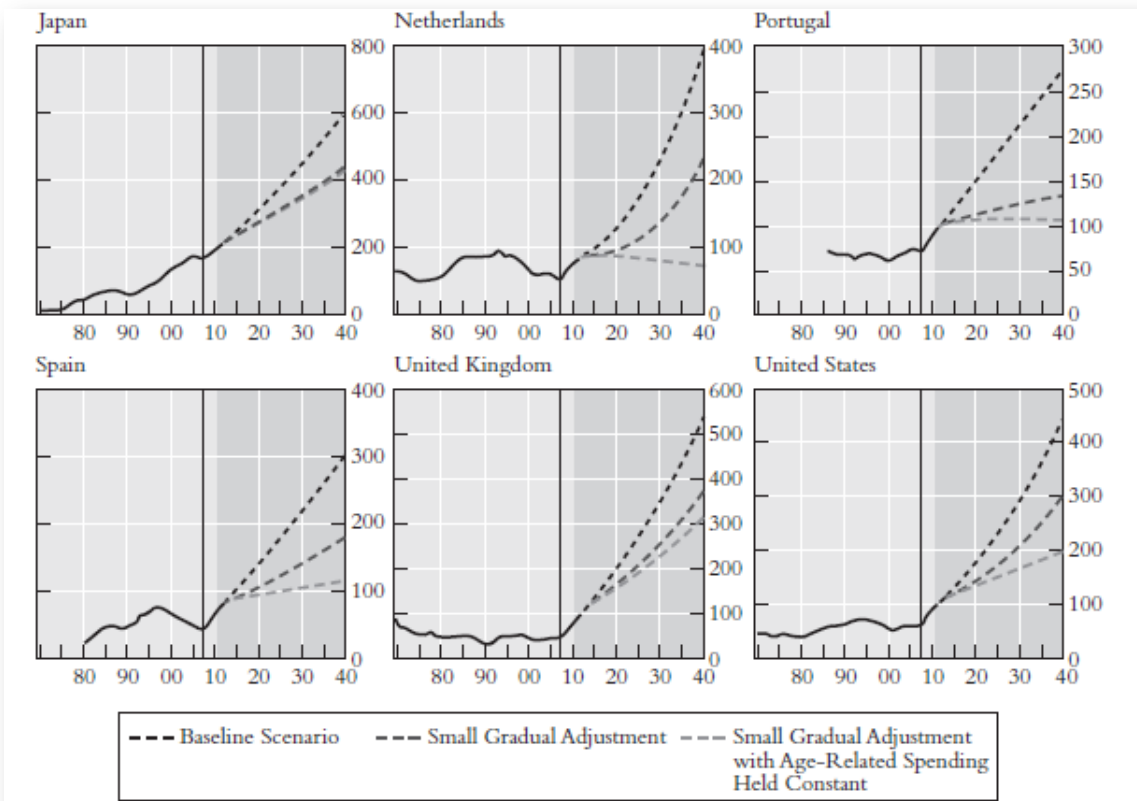 Japan
800
600
400
200
0
80 90 00 10 20 30 40
Netherlands
400
300
200
100
0
80 90 00 10 20 30 40
Portugal
300
250
200
150
100
50
0
80 90 00 10 20 30 40
Spain
400
300
200
100
0
80 90 00 10 20 30 40
United Kingdom
600
500
400
300
200
100
0
80 90 00 10 20 30 40
United States
500
400
300
200
100
0
80 90 00 10 20 30 40
Baseline Scenario
Small Gradual Adjustment
Small Gradual Adjustment
with Age-Related Spending
Held Constant